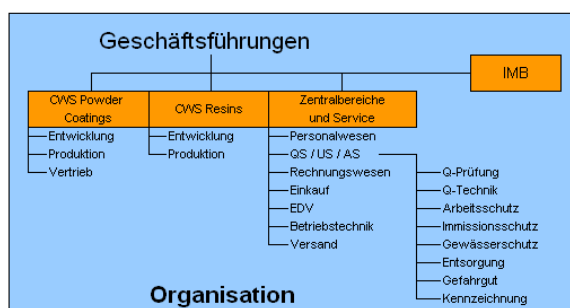 Geschäftsführungen
IMB
CWS Powder
Coatings
CWS Resins
Zentralbereiche
und Service
Entwicklung
Produktion
Vertrieb
Entwicklung
Produktion
Personalwesen
QS / US / AS
Rechnungswesen
Einkauf
EDV
Betriebstechnik
Versand
Q-Prüfung
Q-Technik
Arbeitsschutz
Immissionsschutz
Gewässerschutz
Entsorgung
Gefahrgut
Kennzeichnung
Organisation